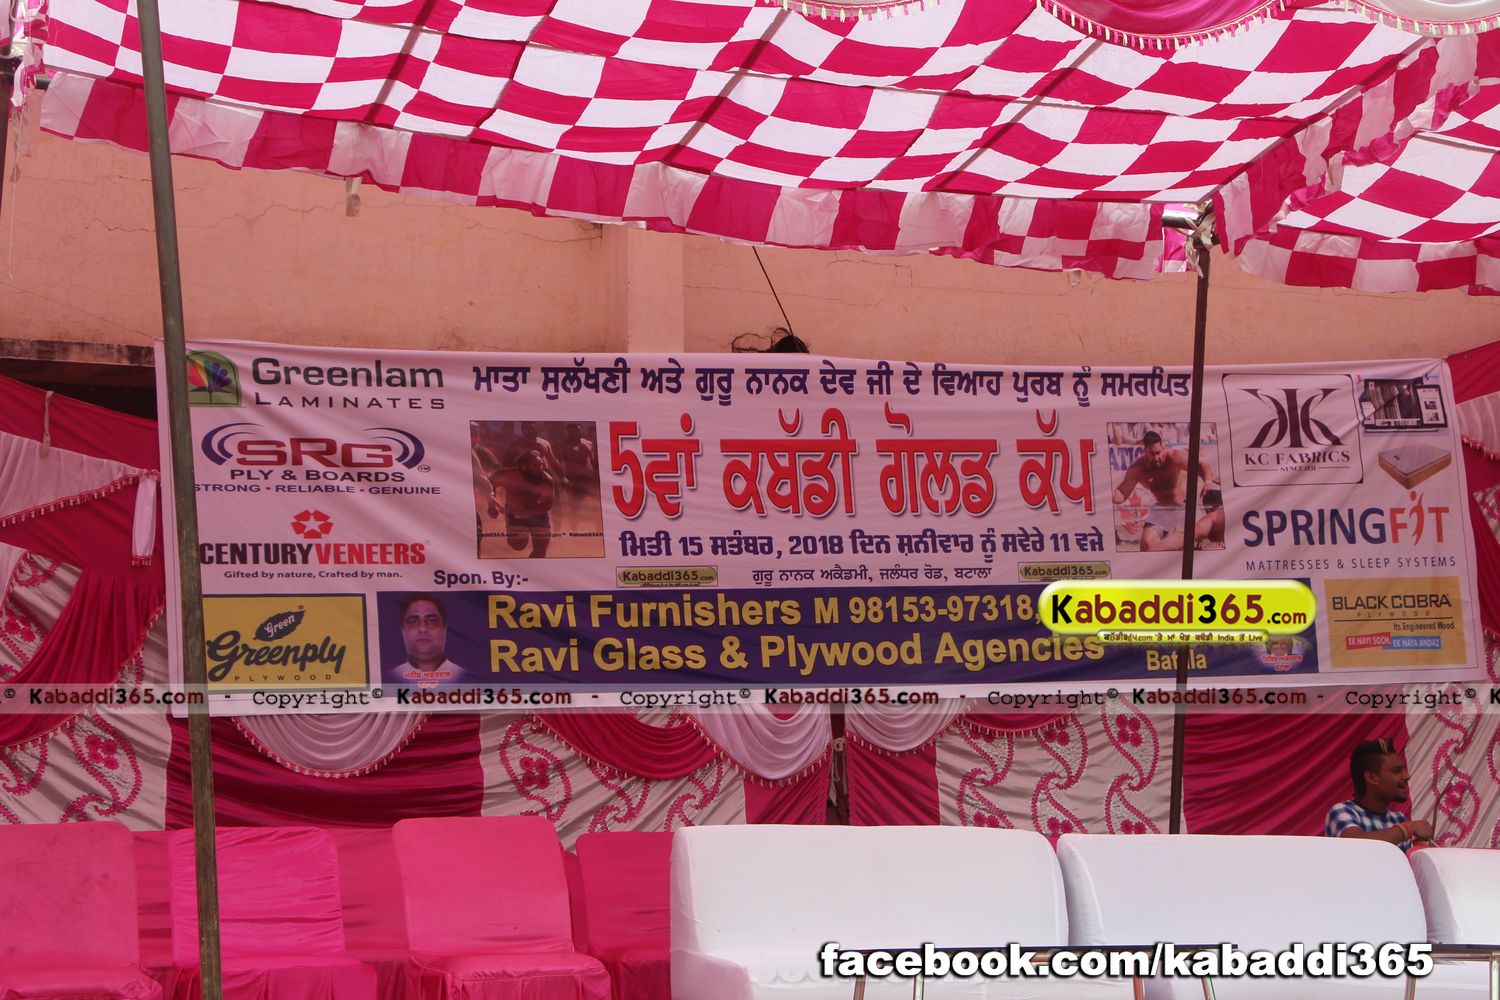 Greenlam
LAMINATES
ਮਾਤਾ ਸੁਲੱਖਣੀ ਅਤੇ ਗੁਰੂ ਨਾਨਕ ਦੇਵ ਜੀ ਦੇ ਵਿਆਹ ਪੁਰਬ ਨੂੰ ਸਮਰਪਿਤ
5ਵਾਂ ਕਬੱਡੀ ਗੋਲਡ ਕੱਪ
ਮਿਤੀ 15 ਸਤੰਬਰ, 2018 ਦਿਨ ਸ਼ਨੀਵਾਰ ਨੂੰ ਸਵੇਰੇ 11 ਵਜੇ
ਗੁਰੂ ਨਾਨਕ ਅਕੈਡਮੀ, ਜਲੰਧਰ ਰੋਡ, ਬਟਾਲਾ
Kabaddi365.com
Kabaddi365.com
SRG™
PLY & BOARDS
STRONG - RELIABLE - GENUINE
CENTURYVENEERS
Gifted by nature, Crafted by man.
Spon. By:-
Green
Greenply
PLYWOOD
Ravi Furnishers M 98153-97318,
Ravi Glass & Plywood Agencies
Batala
KC FABRICS
SINCE 1951
SPRINGFIT
MATTRESSES & SLEEP SYSTEMS
BLACK COBRA
PLYWOOD
Its Engineered Wood
EK NAYI SOCH, EK NAYA ANDAZ
Kabaddi365.com
© Kabaddi365.com - Copyright© Kabaddi365.com - Copyright© Kabaddi365.com - Copyright© Kabaddi365.com - Copyright©
facebook.com/kabaddi365